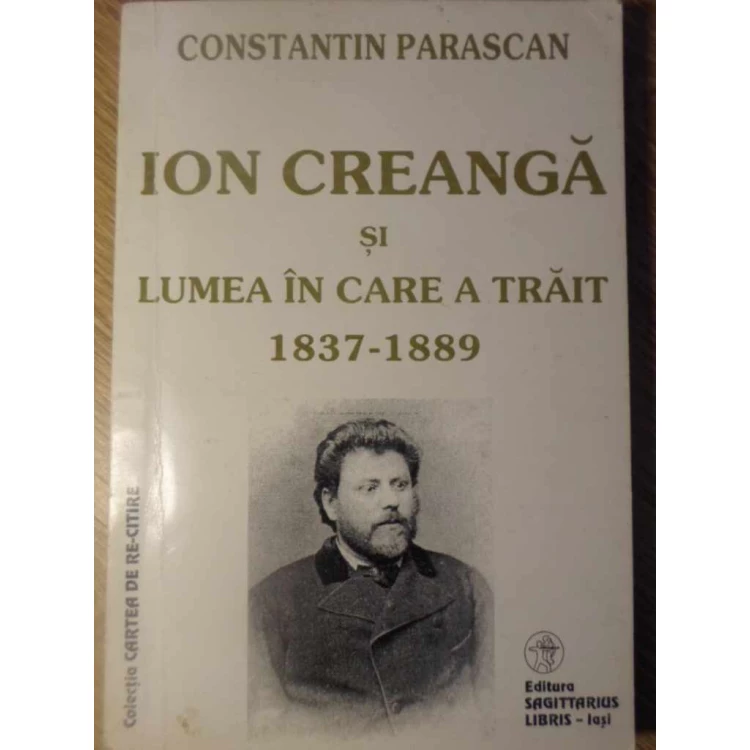 CONSTANTIN PARASCAN
ION CREANGĂ
ȘI
LUMEA ÎN CARE A TRĂIT
1837-1889
Colecția CARTEA DE RE-CITIRE
Editura
SAGITTARIUS
LIBRIS - Iași